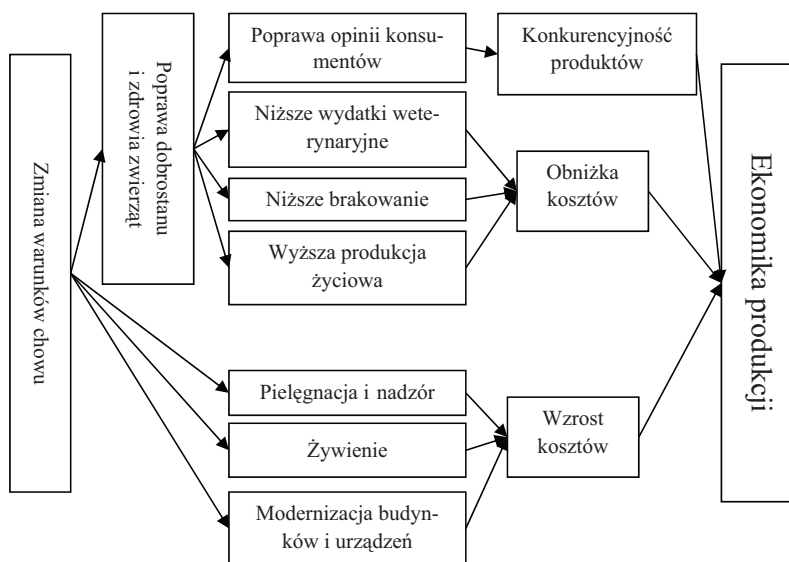 Zmiana warunków chowu
Poprawa dobrostanu
i zdrowia zwierząt
Poprawa opinii konsu-
mentów
Niższe wydatki wete-
rynaryjne
Niższe brakowanie
Wyższa produkcja
życiowa
Pielęgnacja i nadzór
Żywienie
Modernizacja budyn-
ków i urządzeń
Konkurencyjność
produktów
Obniżka
kosztów
Wzrost
kosztów
Ekonomika produkcji